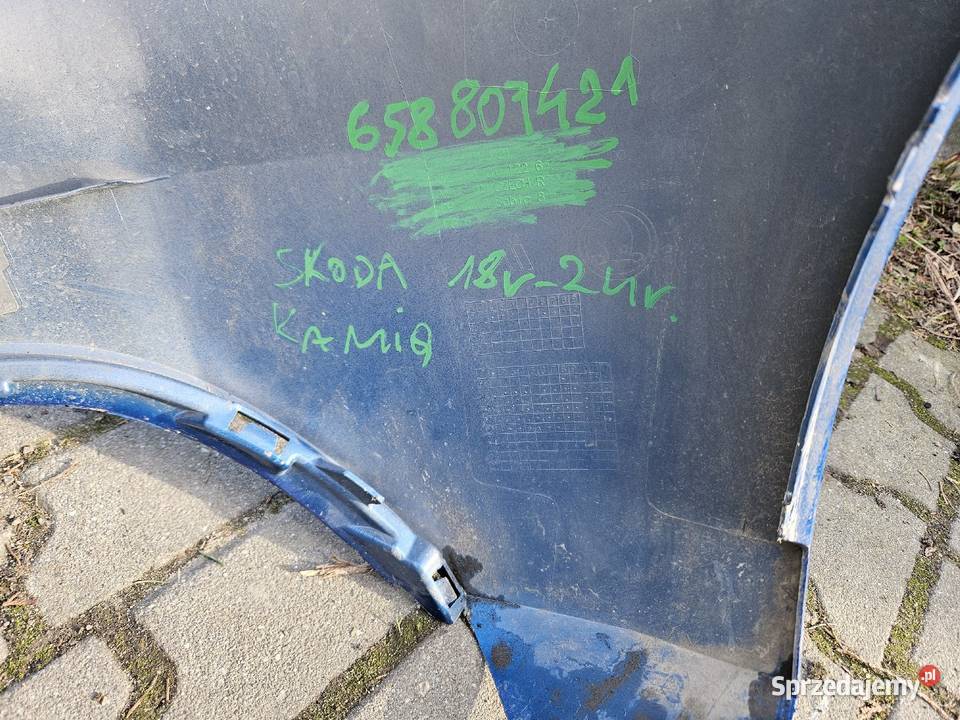 658807421
SKODA 18r-24r.
KAMIQ
Sprzedajemy.pl